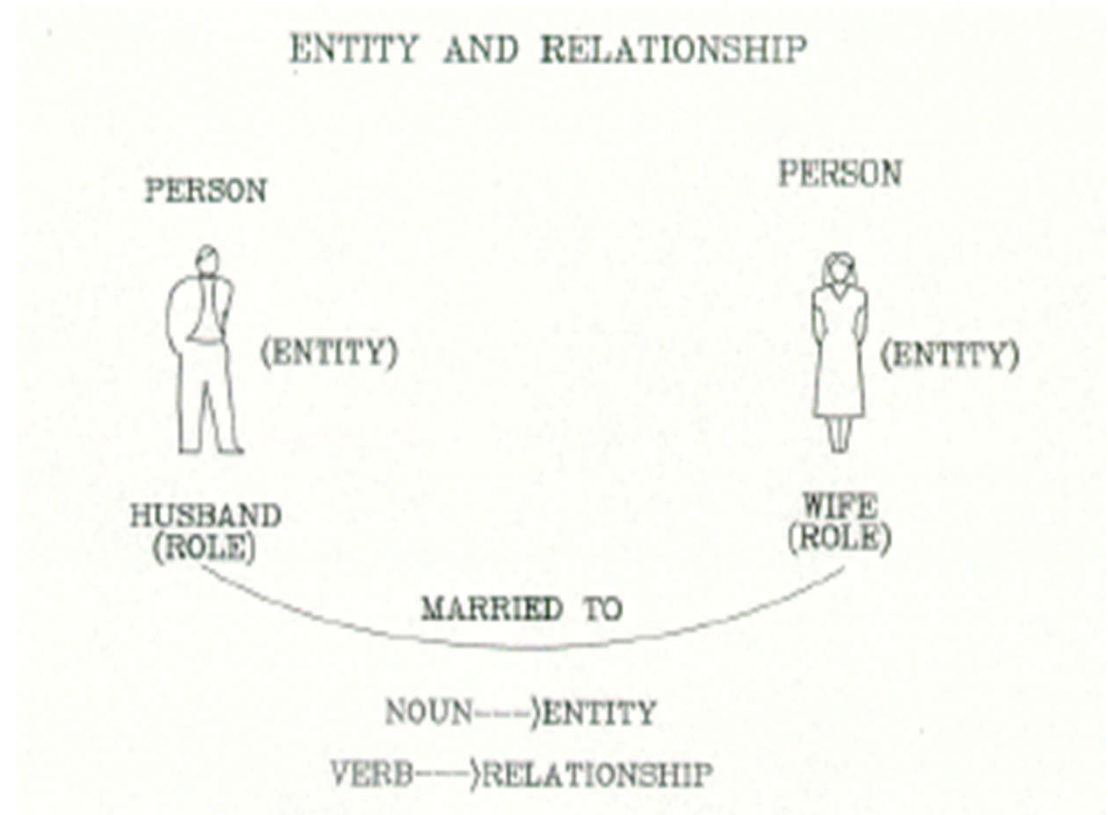 ENTITY AND RELATIONSHIP
PERSON
PERSON
(ENTITY)
(ENTITY)
HUSBAND
(ROLE)
WIFE
(ROLE)
MARRIED TO
NOUN--->ENTITY
VERB--->RELATIONSHIP